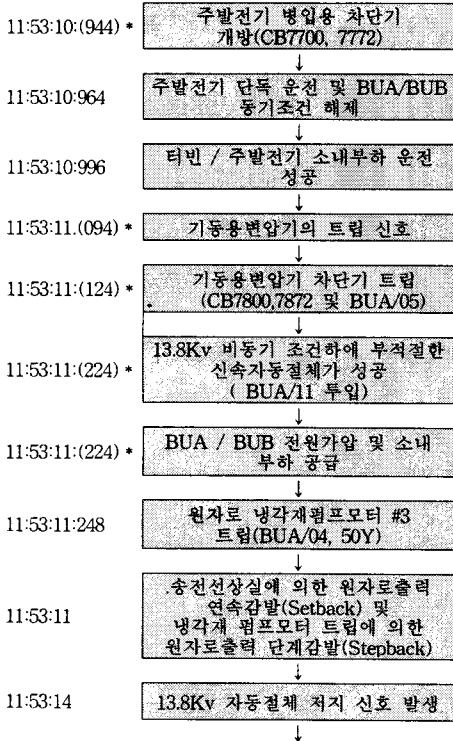 11:53:10:(944) * 주발전기 병입용 차단기
개방(CB7700, 7772)
↓
11:53:10:964 주발전기 단독 운전 및 BUA/BUB
동기조건 해제
↓
11:53:10:996 터빈 / 주발전기 소내부하 운전
성공
↓
11:53:11.(094) * 기동용변압기의 트립 신호
↓
11:53:11:(124) * 기동용변압기 차단기 트립
(CB7800,7872 및 BUA/05)
↓
11:53:11:(224) * 13.8Kv 비동기 조건하에 부적절한
신속자동절체가 성공
( BUA/11 투입)
↓
11:53:11:(224) * BUA / BUB 전원가압 및 소내
부하 공급
↓
11:53:11:248 원자로 냉각재펌프모터 #3
트립(BUA/04, 50Y)
↓
11:53:11 .송전선상실에 의한 원자로출력
연속감발(Setback) 및
냉각재 펌프모터 트립에 의한
원자로출력 단계감발(Stepback)
↓
11:53:14 13.8Kv 자동절체 저지 신호 발생
↓